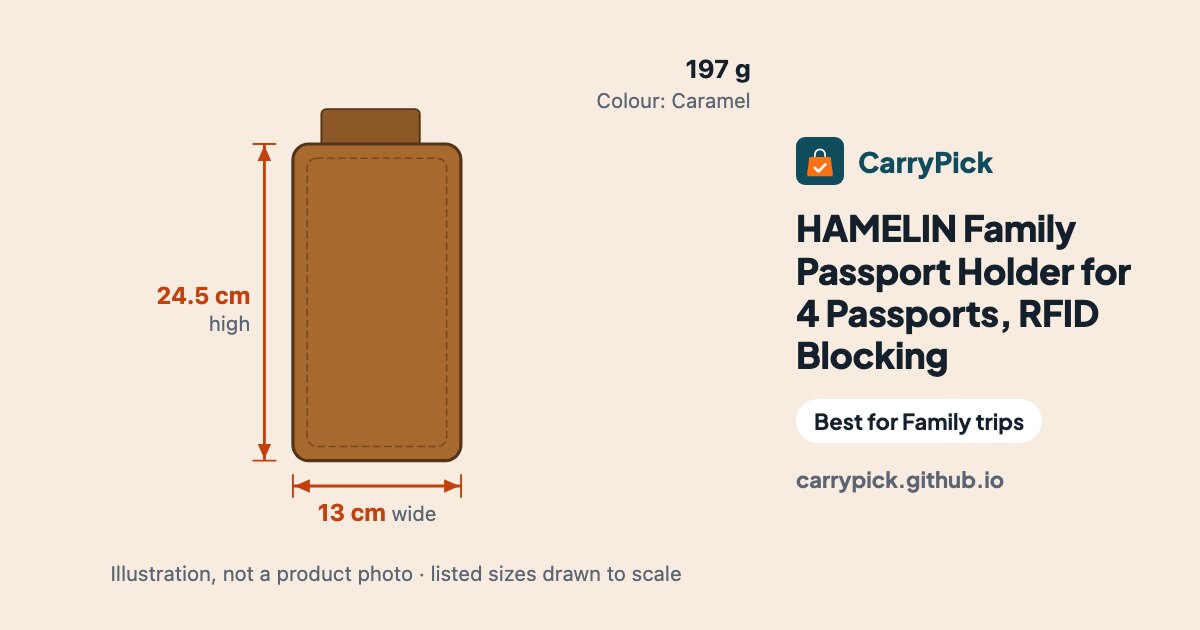 197 g
Colour: Caramel
24.5 cm
high
13 cm wide
Illustration, not a product photo · listed sizes drawn to scale
CarryPick
HAMELIN Family
Passport Holder for
4 Passports, RFID
Blocking
Best for Family trips
carrypick.github.io